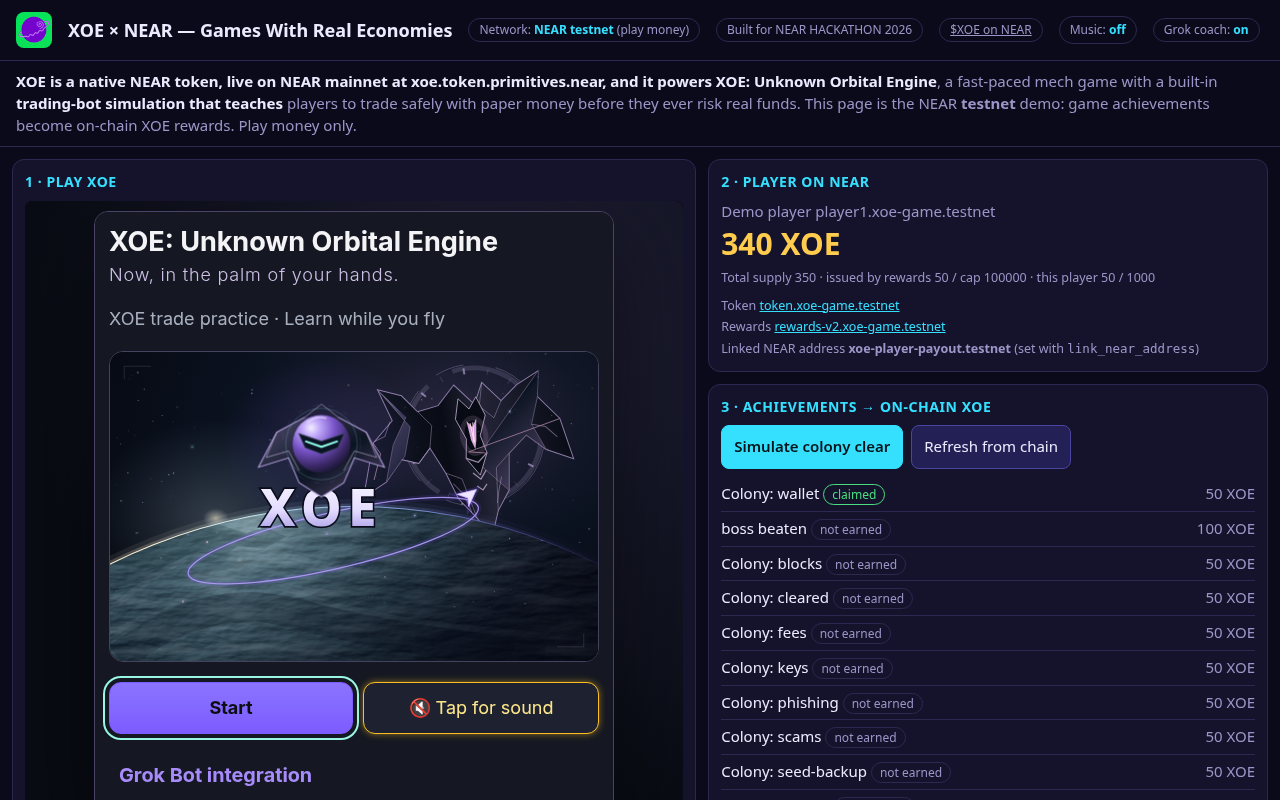 XOE × NEAR — Games With Real Economies
Network: NEAR testnet (play money)
Built for NEAR HACKATHON 2026
$XOE on NEAR
Music: off
Grok coach: on
XOE is a native NEAR token, live on NEAR mainnet at xoe.token.primitives.near, and it powers XOE: Unknown Orbital Engine, a fast-paced mech game with a built-in
trading-bot simulation that teaches players to trade safely with paper money before they ever risk real funds. This page is the NEAR testnet demo: game achievements
become on-chain XOE rewards. Play money only.
1 · PLAY XOE
XOE: Unknown Orbital Engine
Now, in the palm of your hands.
XOE trade practice · Learn while you fly
XOE
Start
🔇 Tap for sound
Grok Bot integration
2 · PLAYER ON NEAR
Demo player player1.xoe-game.testnet
340 XOE
Total supply 350 · issued by rewards 50 / cap 100000 · this player 50 / 1000
Token token.xoe-game.testnet
Rewards rewards-v2.xoe-game.testnet
Linked NEAR address xoe-player-payout.testnet (set with link_near_address)
3 · ACHIEVEMENTS → ON-CHAIN XOE
Simulate colony clear
Refresh from chain
Colony: wallet claimed 50 XOE
boss beaten not earned 100 XOE
Colony: blocks not earned 50 XOE
Colony: cleared not earned 50 XOE
Colony: fees not earned 50 XOE
Colony: keys not earned 50 XOE
Colony: phishing not earned 50 XOE
Colony: scams not earned 50 XOE
Colony: seed-backup not earned 50 XOE